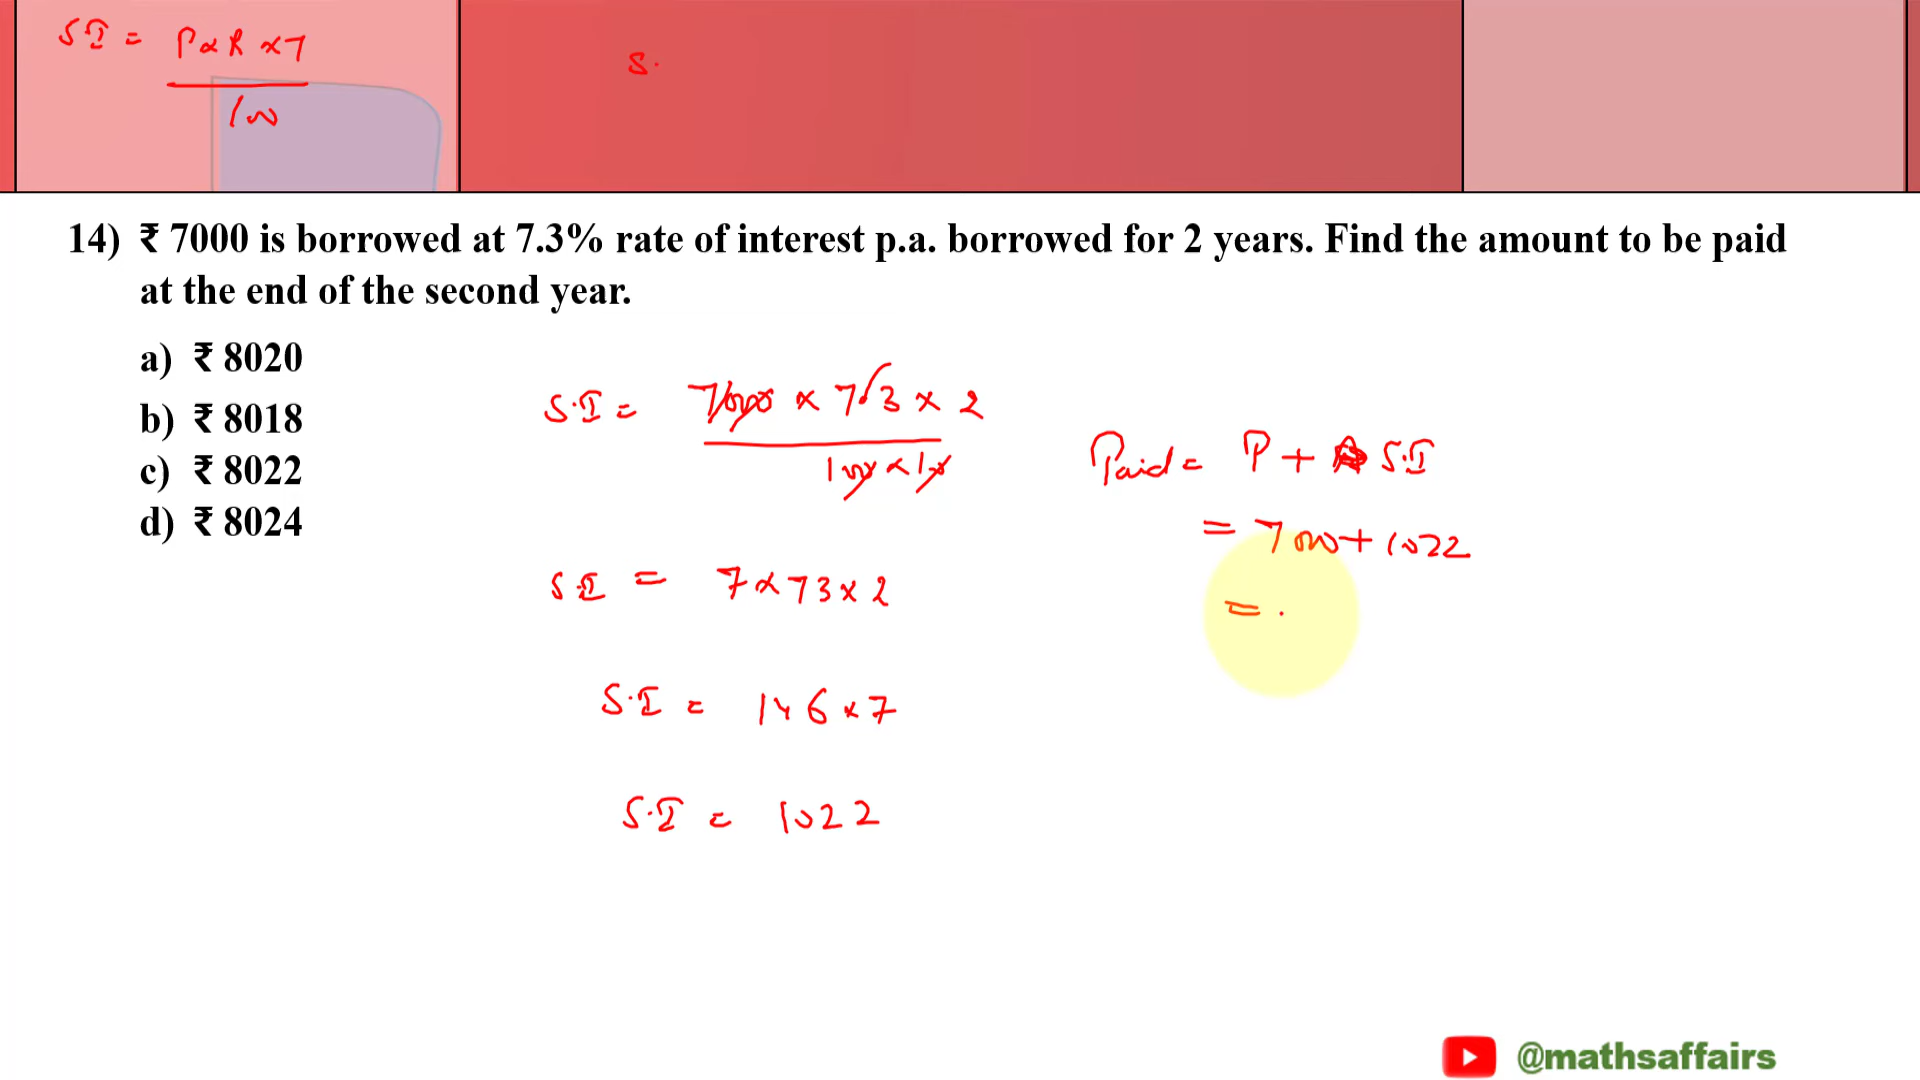 SI = P×R×T
100
S.
14) ₹ 7000 is borrowed at 7.3% rate of interest p.a. borrowed for 2 years. Find the amount to be paid
at the end of the second year.
a) ₹ 8020
b) ₹ 8018
c) ₹ 8022
d) ₹ 8024
S.I = 7000 × 7.3 × 2
100 × 10
S.I = 7×73×2
S.I = 146×7
S.I = 1022
Paid = P + S.I
= 7000+1022
= .
@mathsaffairs